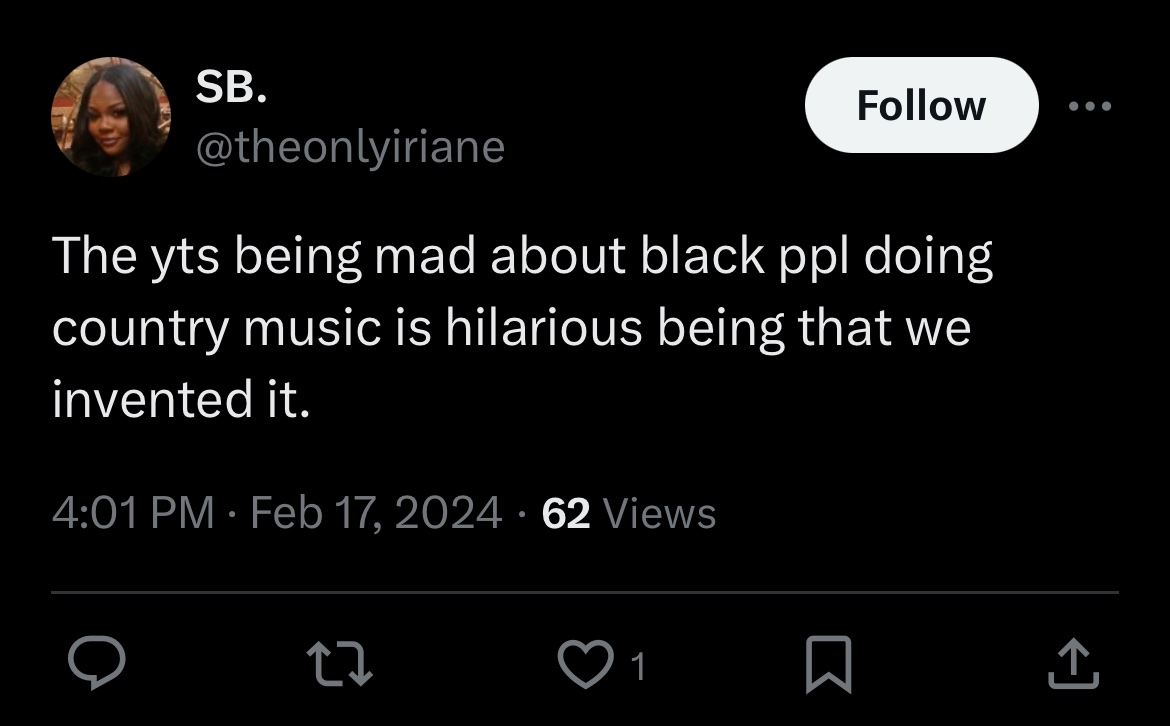 SB.
@theonlyiriane
Follow
The yts being mad about black ppl doing
country music is hilarious being that we
invented it.
4:01 PM · Feb 17, 2024 · 62 Views
1